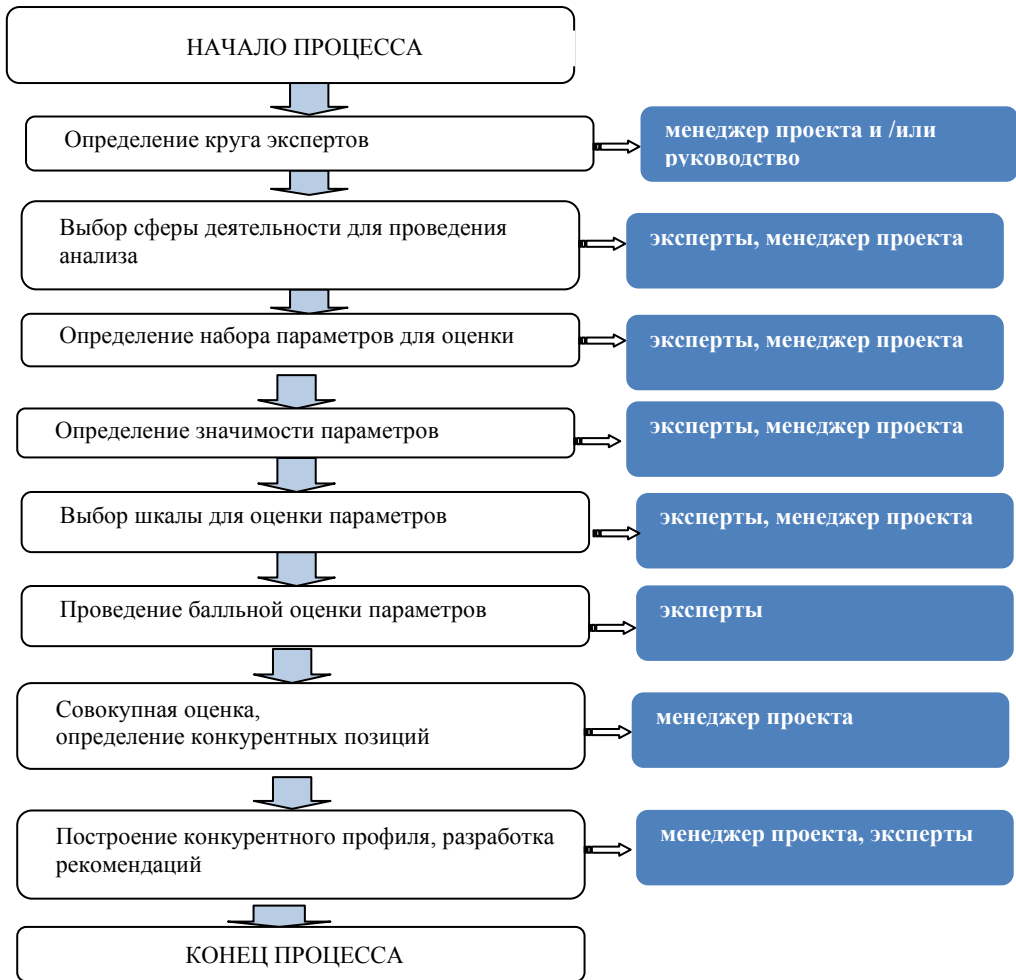 НАЧАЛО ПРОЦЕССА
Определение круга экспертов
менеджер проекта и /или
руководство
Выбор сферы деятельности для проведения
анализа
эксперты, менеджер проекта
Определение набора параметров для оценки
эксперты, менеджер проекта
Определение значимости параметров
эксперты, менеджер проекта
Выбор шкалы для оценки параметров
эксперты, менеджер проекта
Проведение балльной оценки параметров
эксперты
Совокупная оценка,
определение конкурентных позиций
менеджер проекта
Построение конкурентного профиля, разработка
рекомендаций
менеджер проекта, эксперты
КОНЕЦ ПРОЦЕССА